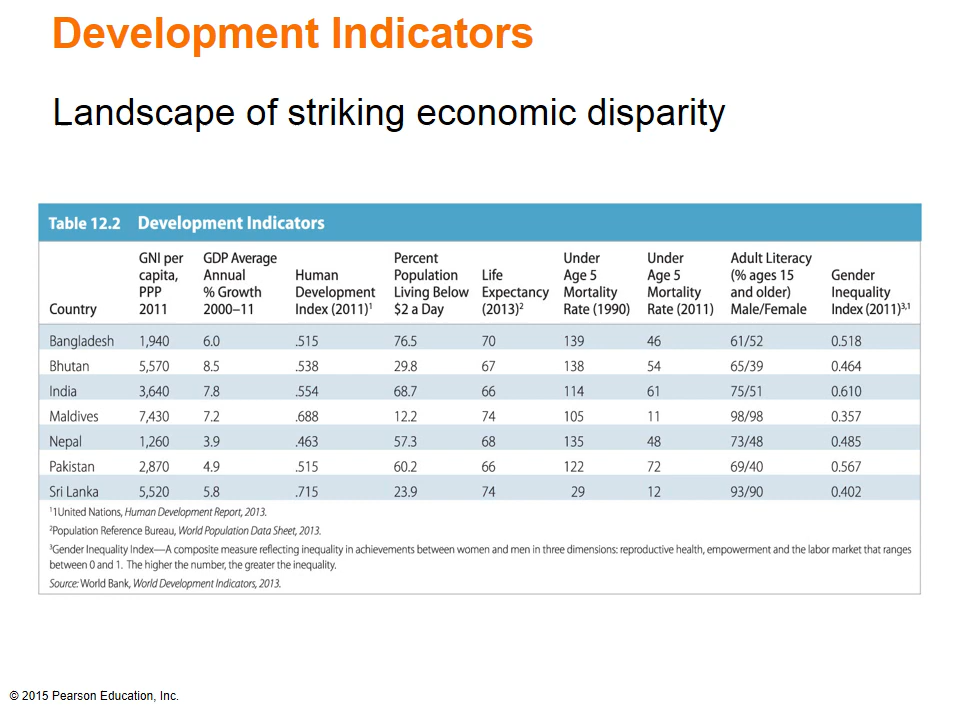 Development Indicators
Landscape of striking economic disparity
Table 12.2 Development Indicators
Country GNI per capita, PPP 2011 GDP Average Annual % Growth 2000–11 Human Development Index (2011)¹ Percent Population Living Below $2 a Day Life Expectancy (2013)² Under Age 5 Mortality Rate (1990) Under Age 5 Mortality Rate (2011) Adult Literacy (% ages 15 and older) Male/Female Gender Inequality Index (2011)³,¹
Bangladesh 1,940 6.0 .515 76.5 70 139 46 61/52 0.518
Bhutan 5,570 8.5 .538 29.8 67 138 54 65/39 0.464
India 3,640 7.8 .554 68.7 66 114 61 75/51 0.610
Maldives 7,430 7.2 .688 12.2 74 105 11 98/98 0.357
Nepal 1,260 3.9 .463 57.3 68 135 48 73/48 0.485
Pakistan 2,870 4.9 .515 60.2 66 122 72 69/40 0.567
Sri Lanka 5,520 5.8 .715 23.9 74 29 12 93/90 0.402
¹1United Nations, Human Development Report, 2013.
²Population Reference Bureau, World Population Data Sheet, 2013.
³Gender Inequality Index—A composite measure reflecting inequality in achievements between women and men in three dimensions: reproductive health, empowerment and the labor market that ranges
between 0 and 1. The higher the number, the greater the inequality.
Source: World Bank, World Development Indicators, 2013.
© 2015 Pearson Education, Inc.